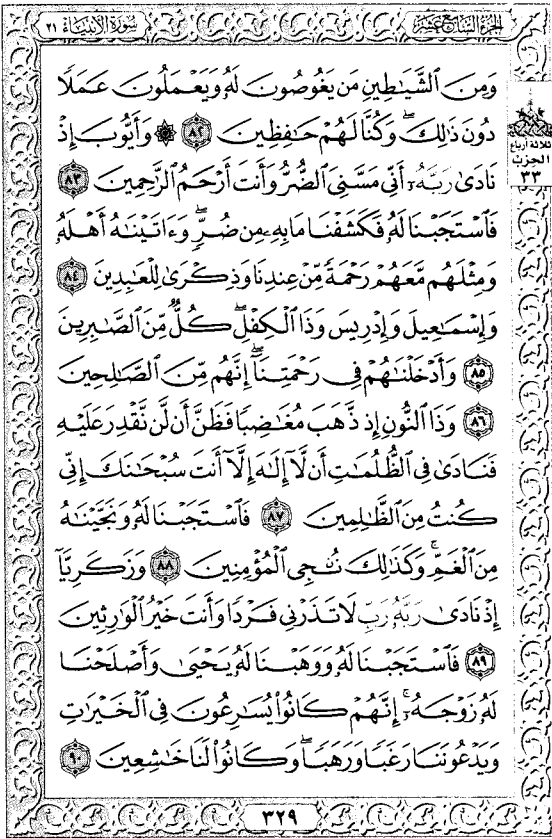 الجزء السابع عشر
سورة الأنبياء ٢١
وَمِنَ ٱلشَّيَٰطِينِ مَن يَغُوصُونَ لَهُۥ وَيَعْمَلُونَ عَمَلًا
دُونَ ذَٰلِكَ ۖ وَكُنَّا لَهُمْ حَٰفِظِينَ ٨٢ ۞ وَأَيُّوبَ إِذْ
ثلاثة أرباع
الحزب
٣٣
نَادَىٰ رَبَّهُۥٓ أَنِّى مَسَّنِىَ ٱلضُّرُّ وَأَنتَ أَرْحَمُ ٱلرَّٰحِمِينَ ٨٣
فَٱسْتَجَبْنَا لَهُۥ فَكَشَفْنَا مَا بِهِۦ مِن ضُرٍّ ۖ وَءَاتَيْنَٰهُ أَهْلَهُۥ
وَمِثْلَهُم مَّعَهُمْ رَحْمَةً مِّنْ عِندِنَا وَذِكْرَىٰ لِلْعَٰبِدِينَ ٨٤
وَإِسْمَٰعِيلَ وَإِدْرِيسَ وَذَا ٱلْكِفْلِ ۖ كُلٌّ مِّنَ ٱلصَّٰبِرِينَ
٨٥ وَأَدْخَلْنَٰهُمْ فِى رَحْمَتِنَآ ۖ إِنَّهُم مِّنَ ٱلصَّٰلِحِينَ
٨٦ وَذَا ٱلنُّونِ إِذ ذَّهَبَ مُغَٰضِبًا فَظَنَّ أَن لَّن نَّقْدِرَ عَلَيْهِ
فَنَادَىٰ فِى ٱلظُّلُمَٰتِ أَن لَّآ إِلَٰهَ إِلَّآ أَنتَ سُبْحَٰنَكَ إِنِّى
كُنتُ مِنَ ٱلظَّٰلِمِينَ ٨٧ فَٱسْتَجَبْنَا لَهُۥ وَنَجَّيْنَٰهُ
مِنَ ٱلْغَمِّ ۚ وَكَذَٰلِكَ نُۨجِى ٱلْمُؤْمِنِينَ ٨٨ وَزَكَرِيَّآ
إِذْ نَادَىٰ رَبَّهُۥ رَبِّ لَا تَذَرْنِى فَرْدًا وَأَنتَ خَيْرُ ٱلْوَٰرِثِينَ
٨٩ فَٱسْتَجَبْنَا لَهُۥ وَوَهَبْنَا لَهُۥ يَحْيَىٰ وَأَصْلَحْنَا
لَهُۥ زَوْجَهُۥٓ ۚ إِنَّهُمْ كَانُوا۟ يُسَٰرِعُونَ فِى ٱلْخَيْرَٰتِ
وَيَدْعُونَنَا رَغَبًا وَرَهَبًا ۖ وَكَانُوا۟ لَنَا خَٰشِعِينَ ٩٠
٣٢٩